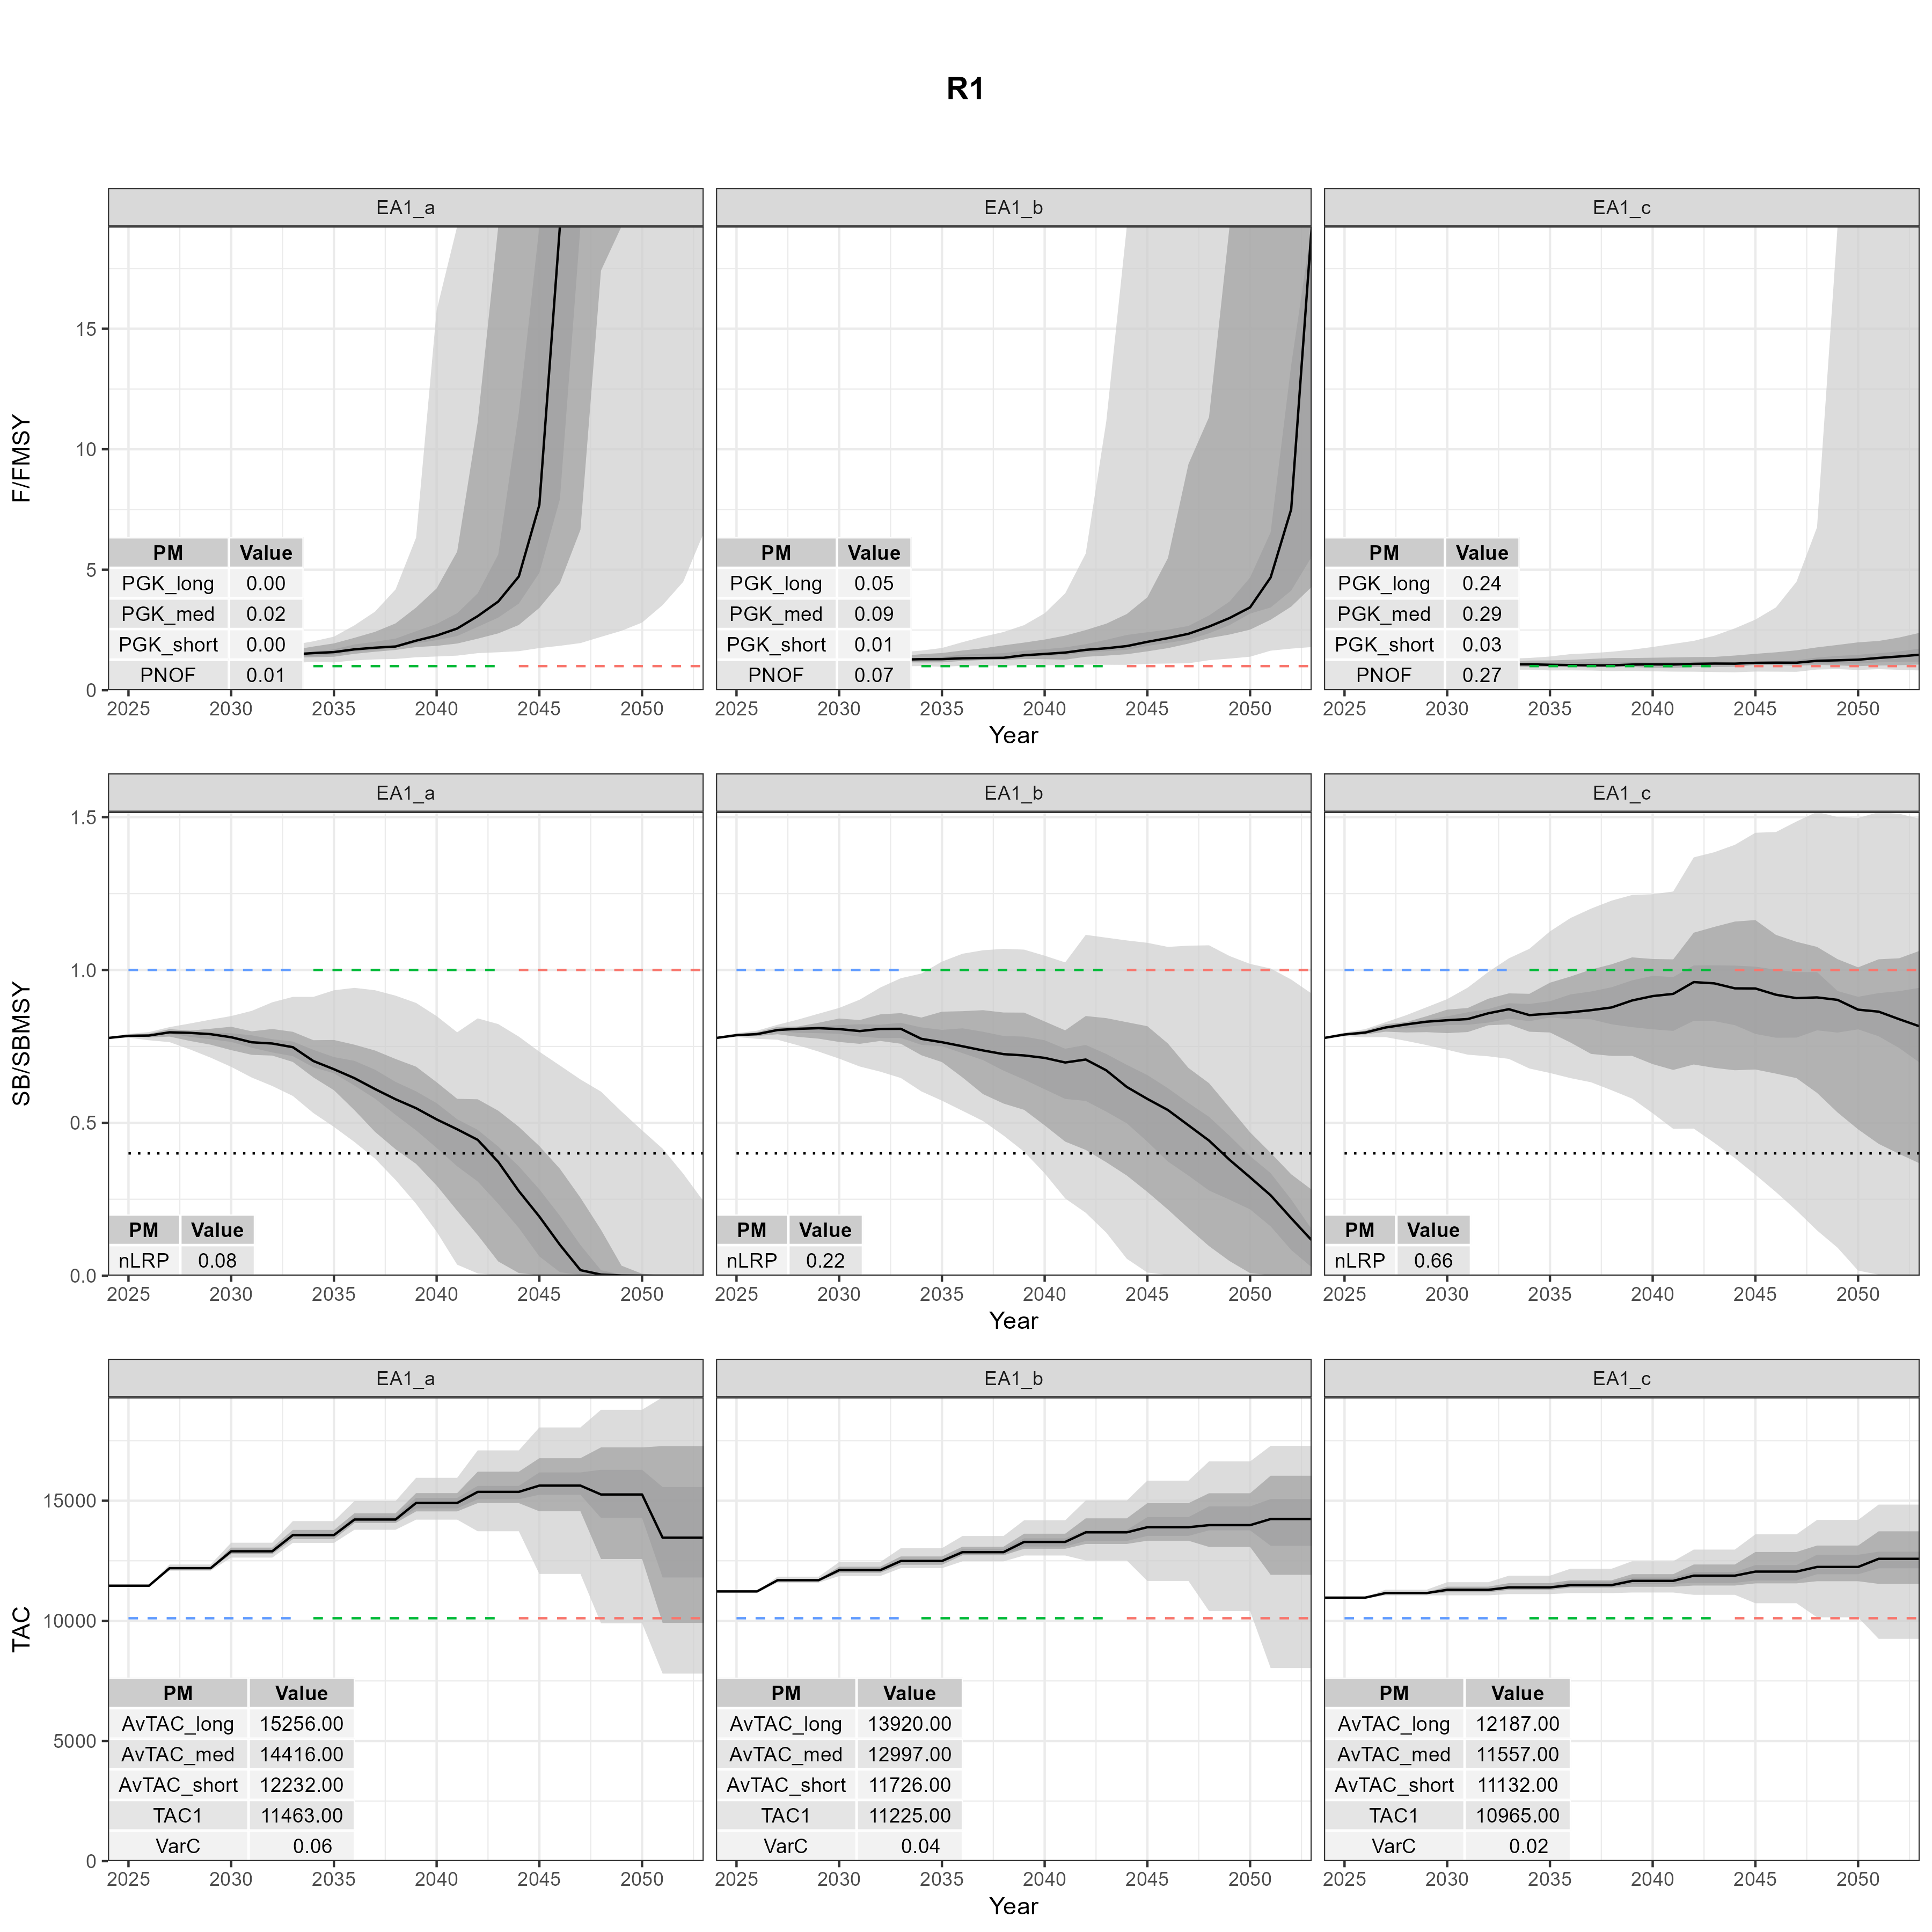 R1
EA1_a EA1_b EA1_c
F/FMSY
15
10
5
0
PM Value
PGK_long 0.00
PGK_med 0.02
PGK_short 0.00
PNOF 0.01
PM Value
PGK_long 0.05
PGK_med 0.09
PGK_short 0.01
PNOF 0.07
PM Value
PGK_long 0.24
PGK_med 0.29
PGK_short 0.03
PNOF 0.27
2025 2030 2035 2040 2045 2050 2025 2030 2035 2040 2045 2050 2025 2030 2035 2040 2045 2050
Year
EA1_a EA1_b EA1_c
SB/SBMSY
1.5
1.0
0.5
0.0
PM Value
nLRP 0.08
PM Value
nLRP 0.22
PM Value
nLRP 0.66
2025 2030 2035 2040 2045 2050 2025 2030 2035 2040 2045 2050 2025 2030 2035 2040 2045 2050
Year
EA1_a EA1_b EA1_c
TAC
15000
10000
5000
0
PM Value
AvTAC_long 15256.00
AvTAC_med 14416.00
AvTAC_short 12232.00
TAC1 11463.00
VarC 0.06
PM Value
AvTAC_long 13920.00
AvTAC_med 12997.00
AvTAC_short 11726.00
TAC1 11225.00
VarC 0.04
PM Value
AvTAC_long 12187.00
AvTAC_med 11557.00
AvTAC_short 11132.00
TAC1 10965.00
VarC 0.02
2025 2030 2035 2040 2045 2050 2025 2030 2035 2040 2045 2050 2025 2030 2035 2040 2045 2050
Year